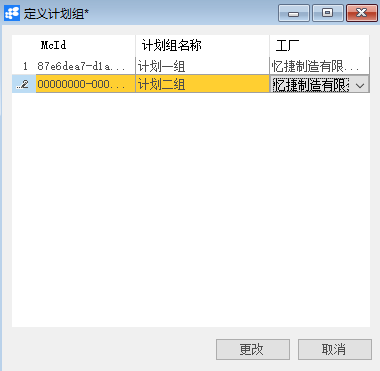 定义计划组*
McId 计划组名称 工厂
1 87e6dea7-d1a... 计划一组 忆捷制造有限...
...2 00000000-000... 计划二组 忆捷制造有限
更改 取消